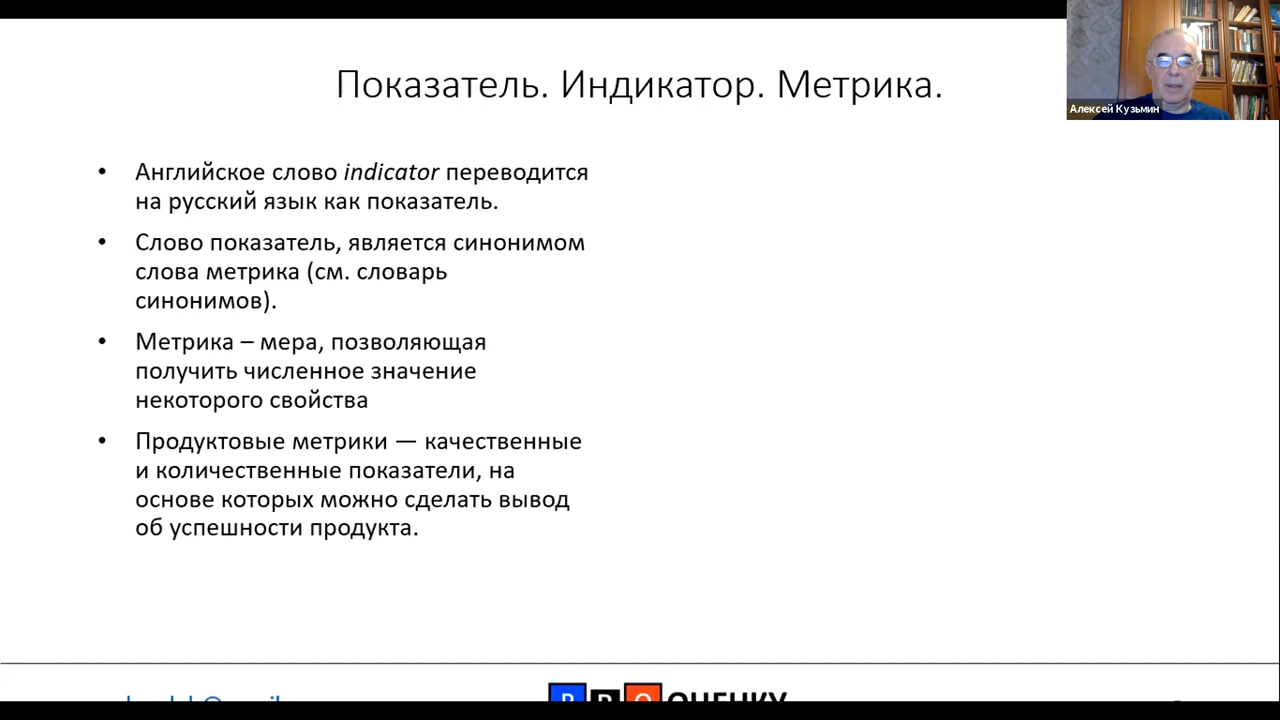 Показатель. Индикатор. Метрика.
Алексей Кузьмин
• Английское слово indicator переводится
на русский язык как показатель.
• Слово показатель, является синонимом
слова метрика (см. словарь
синонимов).
• Метрика – мера, позволяющая
получить численное значение
некоторого свойства
• Продуктовые метрики — качественные
и количественные показатели, на
основе которых можно сделать вывод
об успешности продукта.